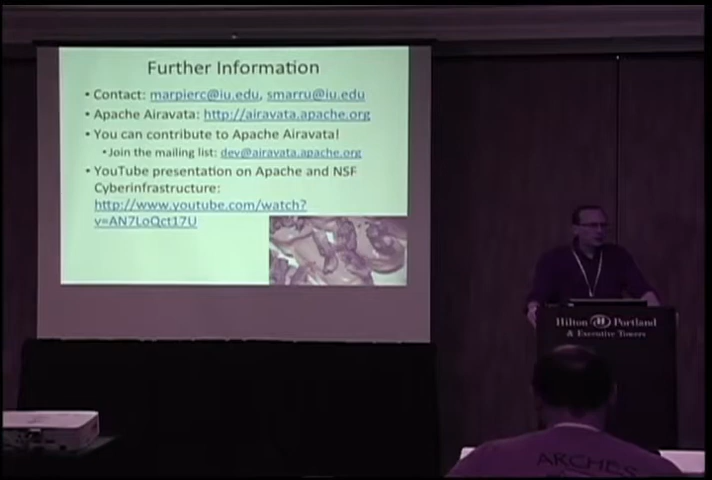 Further Information
• Contact: marpierc@iu.edu, smarru@iu.edu
• Apache Airavata: http://airavata.apache.org
• You can contribute to Apache Airavata!
• Join the mailing list: dev@airavata.apache.org
• YouTube presentation on Apache and NSF
Cyberinfrastructure:
http://www.youtube.com/watch?
v=AN7LoQct17U
Hilton Portland
& Executive Towers
ARCHES